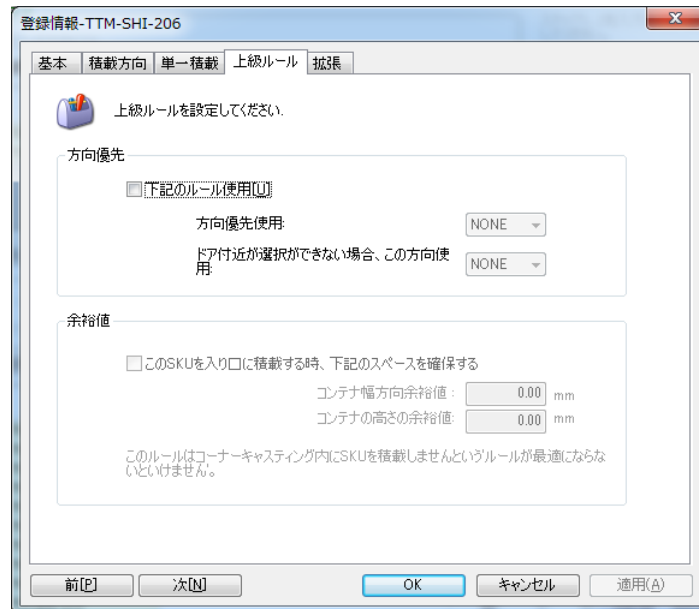 登録情報-TTM-SHI-206
基本 積載方向 単一積載 上級ルール 拡張
上級ルールを設定してください.
方向優先
下記のルール使用[U]
方向優先使用: NONE
ドア付近が選択ができない場合、この方向使
用: NONE
余裕値
このSKUを入り口に積載する時、下記のスペースを確保する
コンテナ幅方向余裕値: 0.00 mm
コンテナの高さの余裕値: 0.00 mm
このルールはコーナーキャスティング内にSKUを積載しませんという'ルールが最適にならな
いといけません'。
前[P] 次[N] OK キャンセル 適用(A)